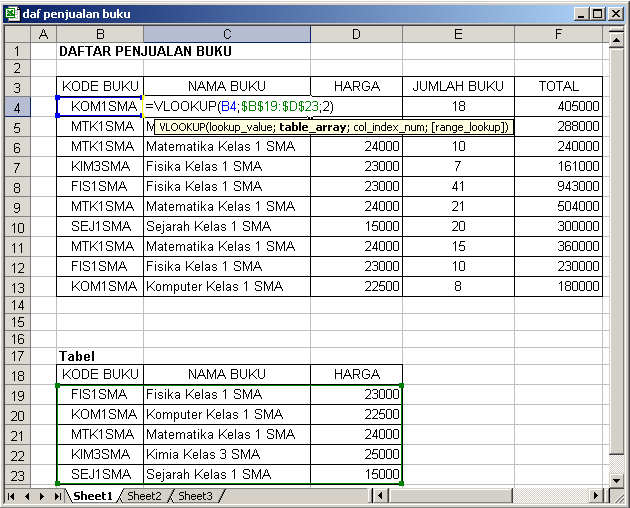 daf penjualan buku
A B C D E F
1 DAFTAR PENJUALAN BUKU
2
3 KODE BUKU NAMA BUKU HARGA JUMLAH BUKU TOTAL
4 KOM1SMA =VLOOKUP(B4;$B$19:$D$23;2) 18 405000
5 MTK1SMA M 288000
VLOOKUP(lookup_value; table_array; col_index_num; [range_lookup])
6 MTK1SMA Matematika Kelas 1 SMA 24000 10 240000
7 KIM3SMA Fisika Kelas 1 SMA 23000 7 161000
8 FIS1SMA Fisika Kelas 1 SMA 23000 41 943000
9 MTK1SMA Matematika Kelas 1 SMA 24000 21 504000
10 SEJ1SMA Sejarah Kelas 1 SMA 15000 20 300000
11 MTK1SMA Matematika Kelas 1 SMA 24000 15 360000
12 FIS1SMA Fisika Kelas 1 SMA 23000 10 230000
13 KOM1SMA Komputer Kelas 1 SMA 22500 8 180000
14
15
16
17 Tabel
18 KODE BUKU NAMA BUKU HARGA
19 FIS1SMA Fisika Kelas 1 SMA 23000
20 KOM1SMA Komputer Kelas 1 SMA 22500
21 MTK1SMA Matematika Kelas 1 SMA 24000
22 KIM3SMA Kimia Kelas 3 SMA 25000
23 SEJ1SMA Sejarah Kelas 1 SMA 15000
Sheet1 Sheet2 Sheet3